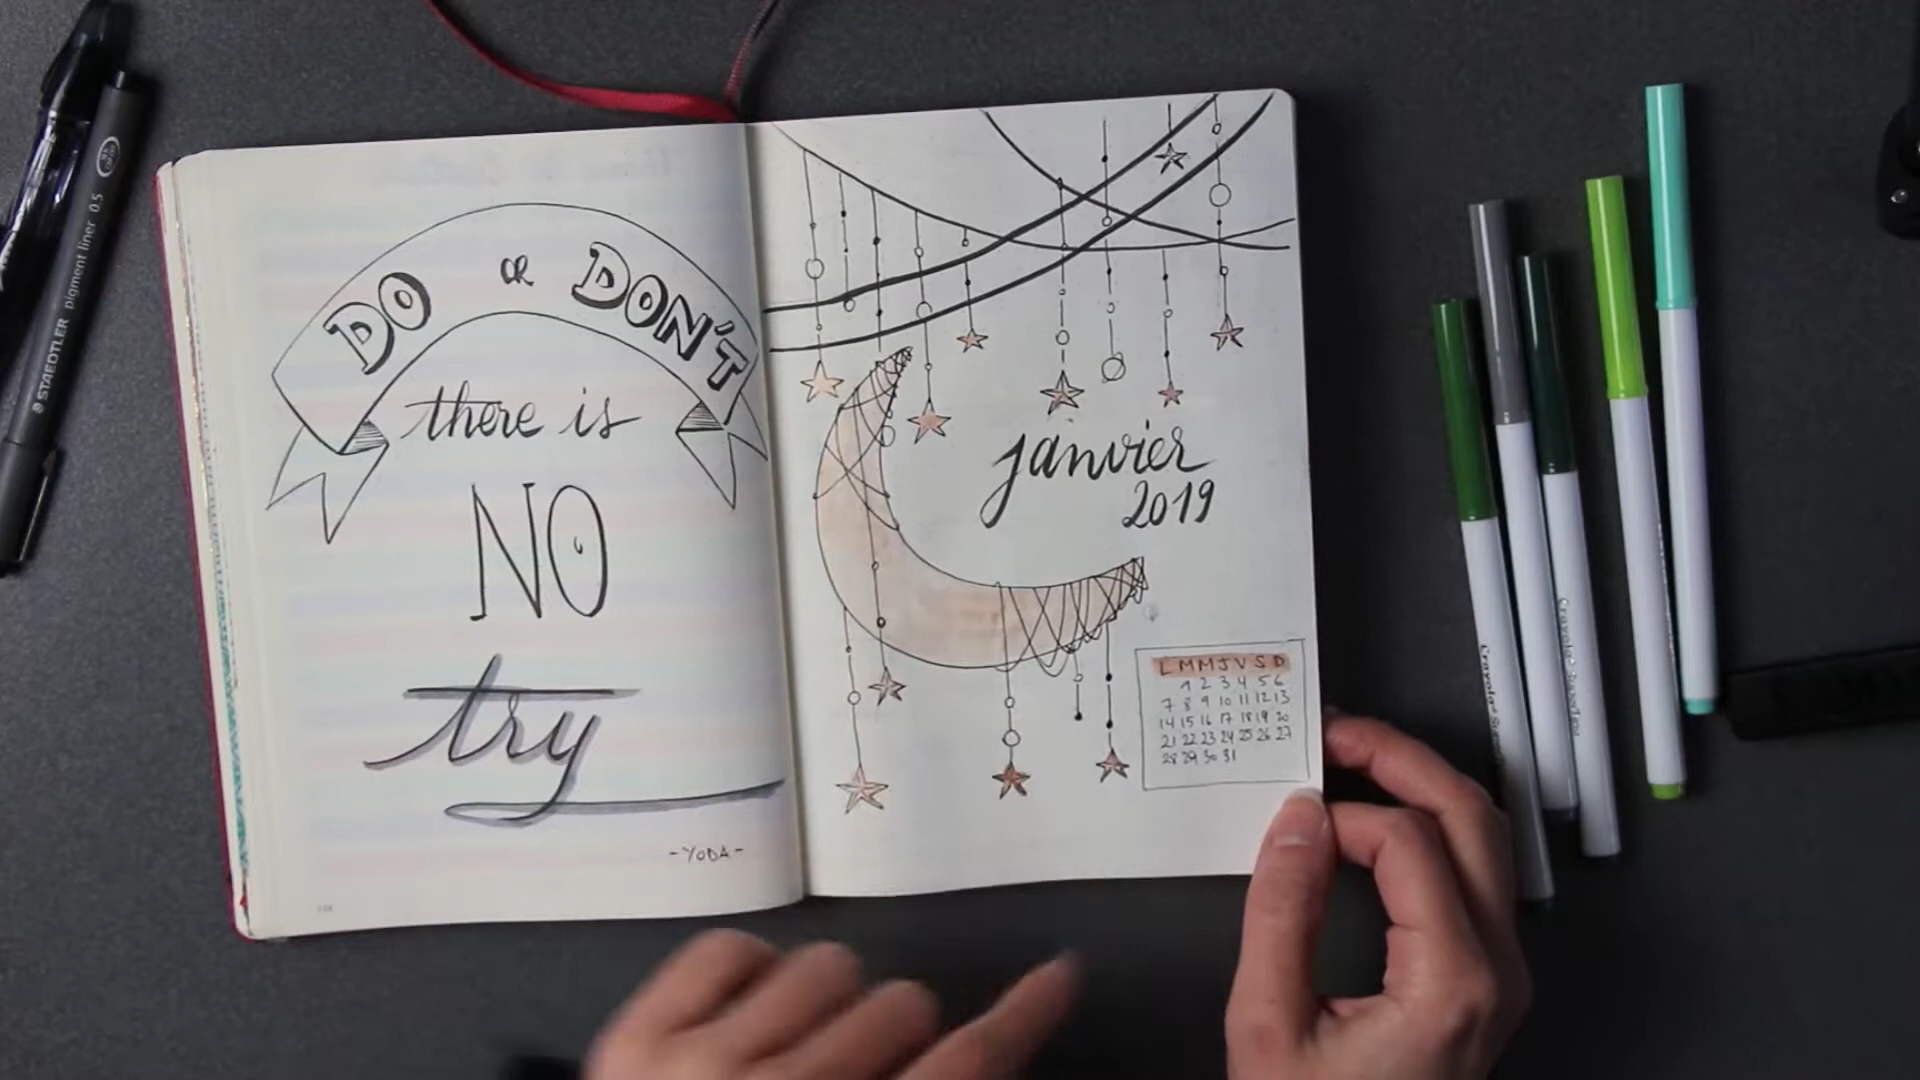 DO OR DON'T
there is
NO
try
-YODA-
janvier
2019
L M M J V S D
1 2 3 4 5 6
7 8 9 10 11 12 13
14 15 16 17 18 19 20
21 22 23 24 25 26 27
28 29 30 31
STAEDTLER pigment liner 0.5